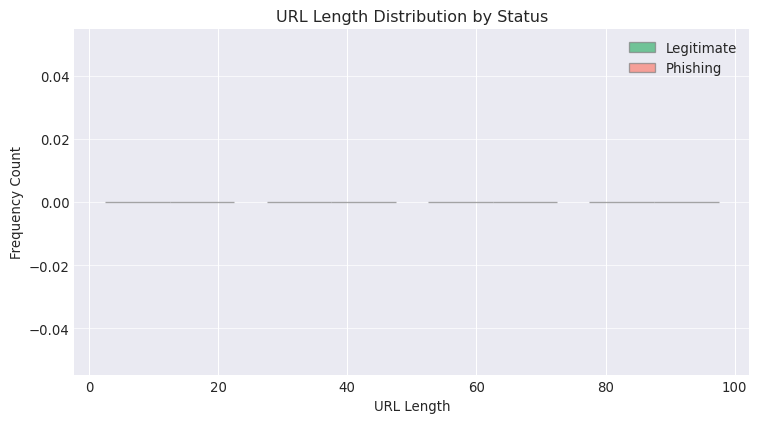 URL Length Distribution by Status
Legitimate
Phishing
Frequency Count
0.04
0.02
0.00
−0.02
−0.04
0 20 40 60 80 100
URL Length